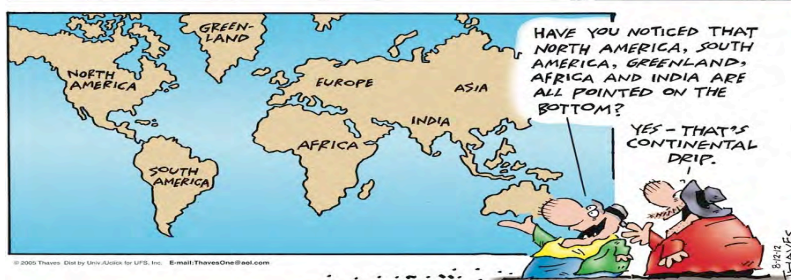 GREEN-
LAND
NORTH
AMERICA
EUROPE
ASIA
INDIA
AFRICA
SOUTH
AMERICA
HAVE YOU NOTICED THAT
NORTH AMERICA, SOUTH
AMERICA, GREENLAND,
AFRICA AND INDIA ARE
ALL POINTED ON THE
BOTTOM?
YES - THAT'S
CONTINENTAL
DRIP.
© 2005 Thaves Dist by Univ./Uclick for UFS, Inc. E-mail:ThavesOne@aol.com
8-12-12
THAVES